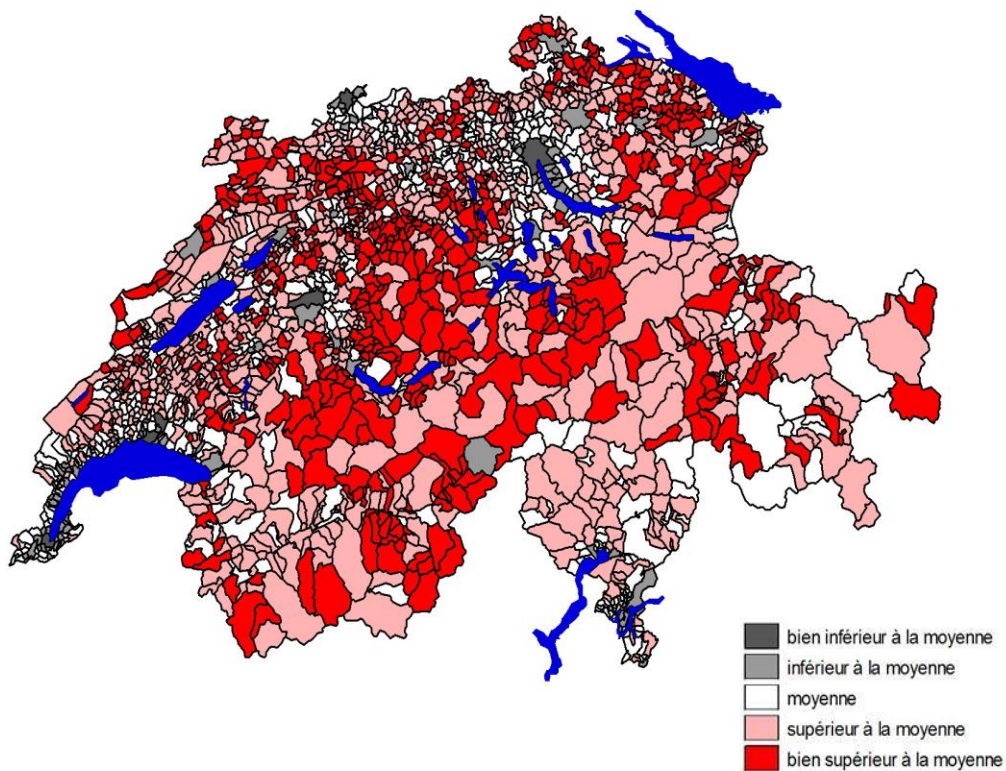 bien inférieur à la moyenne
inférieur à la moyenne
moyenne
supérieur à la moyenne
bien supérieur à la moyenne